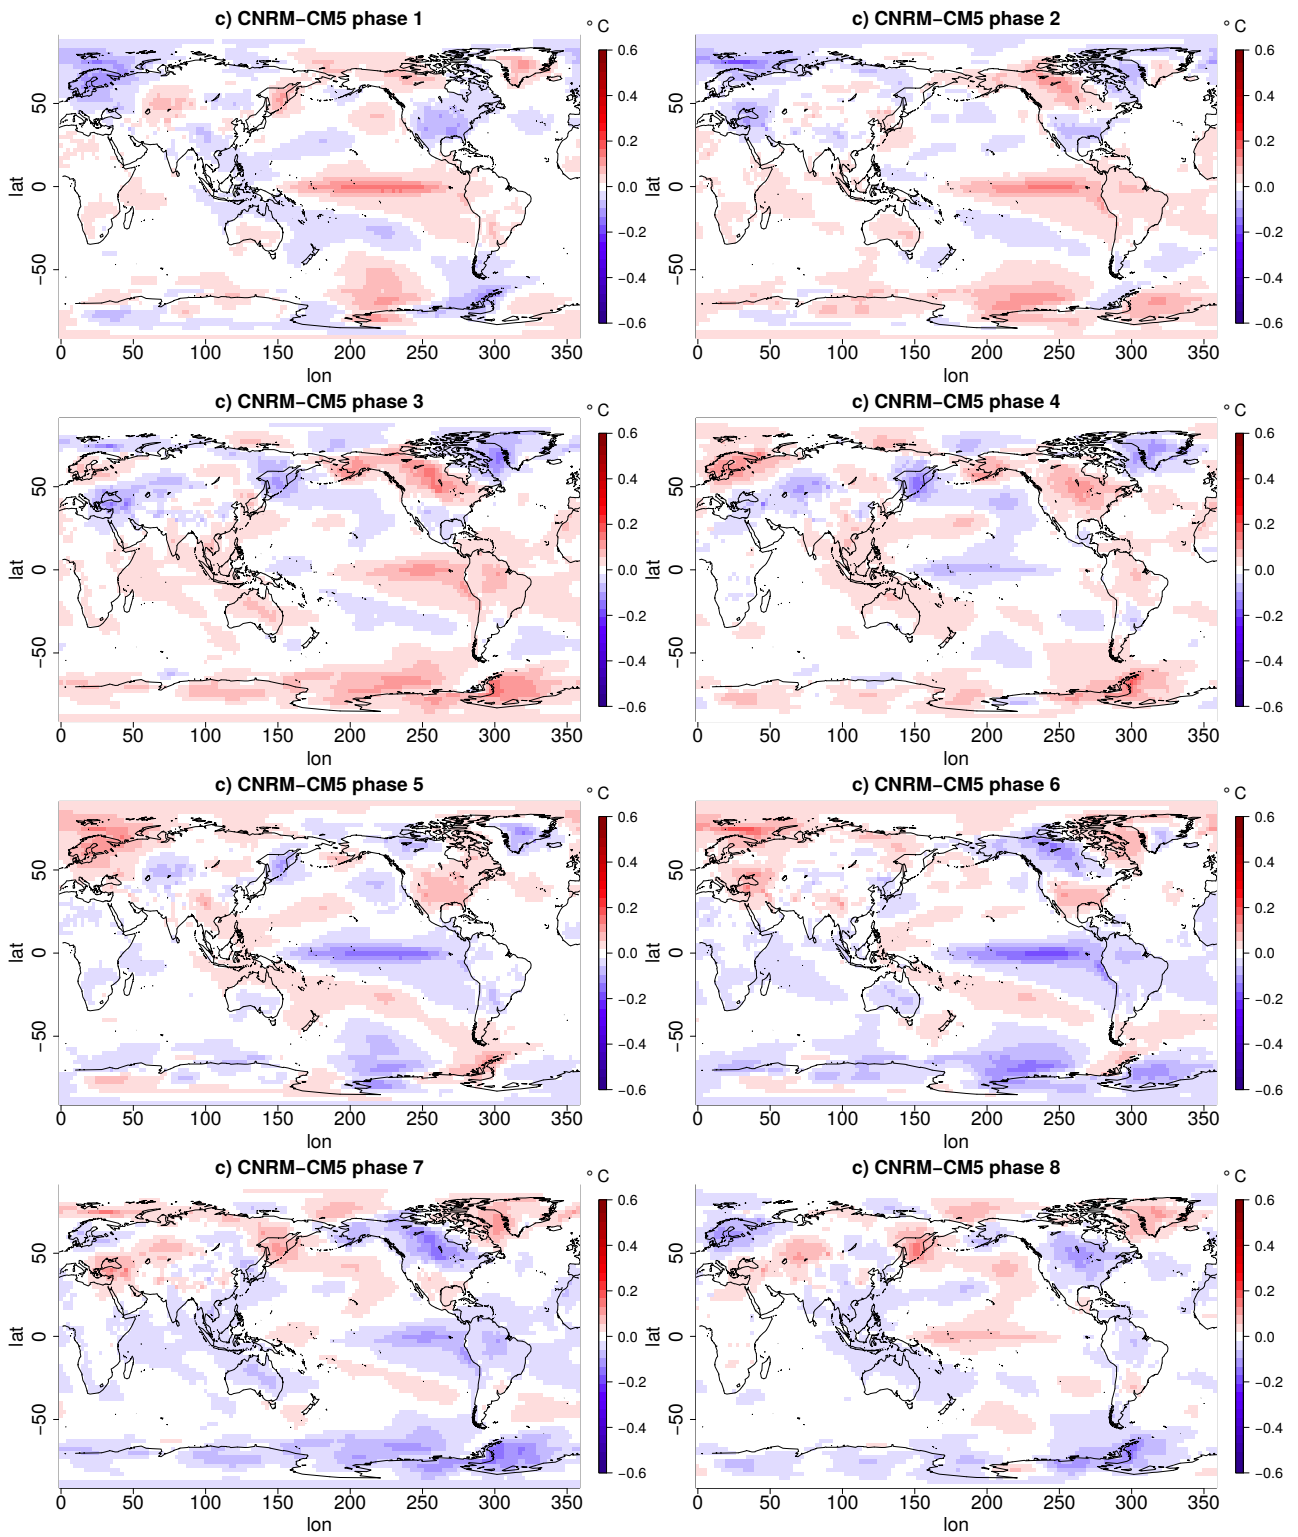 c) CNRM−CM5 phase 1
° C
lat
50
0
−50
0 50 100 150 200 250 300 350
lon
0.6
0.4
0.2
0.0
−0.2
−0.4
−0.6
c) CNRM−CM5 phase 2
° C
lat
50
0
−50
0 50 100 150 200 250 300 350
lon
0.6
0.4
0.2
0.0
−0.2
−0.4
−0.6
c) CNRM−CM5 phase 3
° C
lat
50
0
−50
0 50 100 150 200 250 300 350
lon
0.6
0.4
0.2
0.0
−0.2
−0.4
−0.6
c) CNRM−CM5 phase 4
° C
lat
50
0
−50
0 50 100 150 200 250 300 350
lon
0.6
0.4
0.2
0.0
−0.2
−0.4
−0.6
c) CNRM−CM5 phase 5
° C
lat
50
0
−50
0 50 100 150 200 250 300 350
lon
0.6
0.4
0.2
0.0
−0.2
−0.4
−0.6
c) CNRM−CM5 phase 6
° C
lat
50
0
−50
0 50 100 150 200 250 300 350
lon
0.6
0.4
0.2
0.0
−0.2
−0.4
−0.6
c) CNRM−CM5 phase 7
° C
lat
50
0
−50
0 50 100 150 200 250 300 350
lon
0.6
0.4
0.2
0.0
−0.2
−0.4
−0.6
c) CNRM−CM5 phase 8
° C
lat
50
0
−50
0 50 100 150 200 250 300 350
lon
0.6
0.4
0.2
0.0
−0.2
−0.4
−0.6